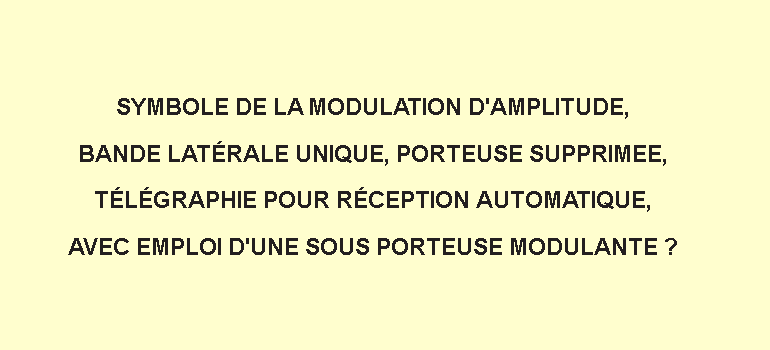 SYMBOLE DE LA MODULATION D'AMPLITUDE,
BANDE LATÉRALE UNIQUE, PORTEUSE SUPPRIMEE,
TÉLÉGRAPHIE POUR RÉCEPTION AUTOMATIQUE,
AVEC EMPLOI D'UNE SOUS PORTEUSE MODULANTE ?